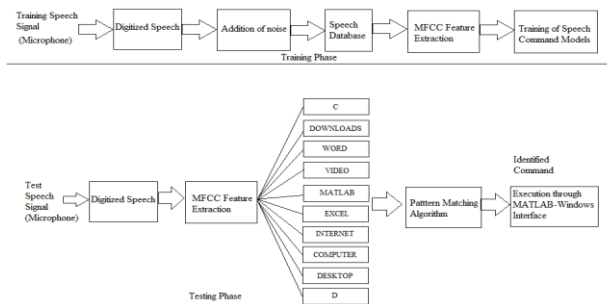 Training Speech
Signal
(Microphone)
Digitized Speech
Addition of noise
Speech
Database
MFCC Feature
Extraction
Training of Speech
Command Models
Training Phase
Test
Speech
Signal
(Microphone)
Digitized Speech
MFCC Feature
Extraction
C
DOWNLOADS
WORD
VIDEO
MATLAB
EXCEL
INTERNET
COMPUTER
DESKTOP
D
Patttern Matching
Algorithm
Identified
Command
Execution through
MATLAB-Windows
Interface
Testing Phase